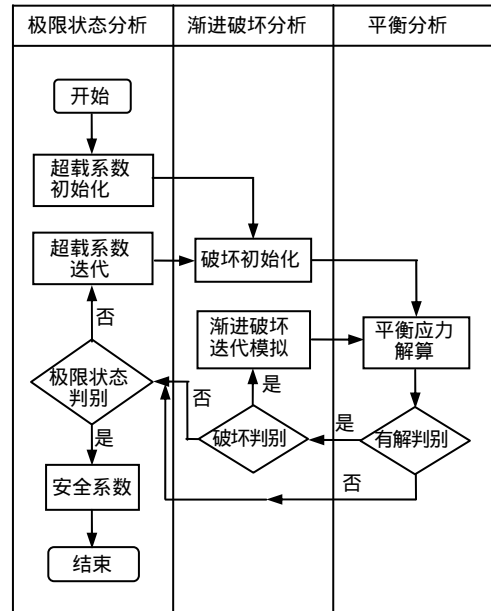 极限状态分析
渐进破坏分析
平衡分析
开始
超载系数
初始化
超载系数
迭代
破坏初始化
否
渐进破坏
迭代模拟
平衡应力
解算
极限状态
判别
是
否
破坏判别
是
有解判别
是
安全系数
否
结束